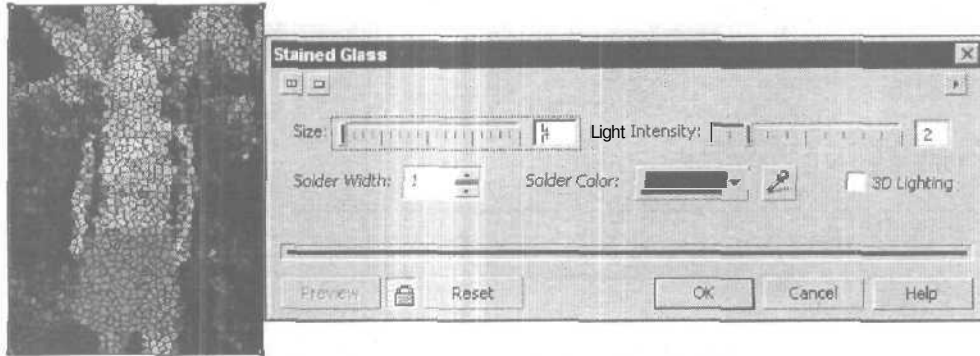 Stained Glass
Size: Light Intensity: 2
Solder Width: 1 Solder Color: 3D Lighting
Preview Reset OK Cancel Help